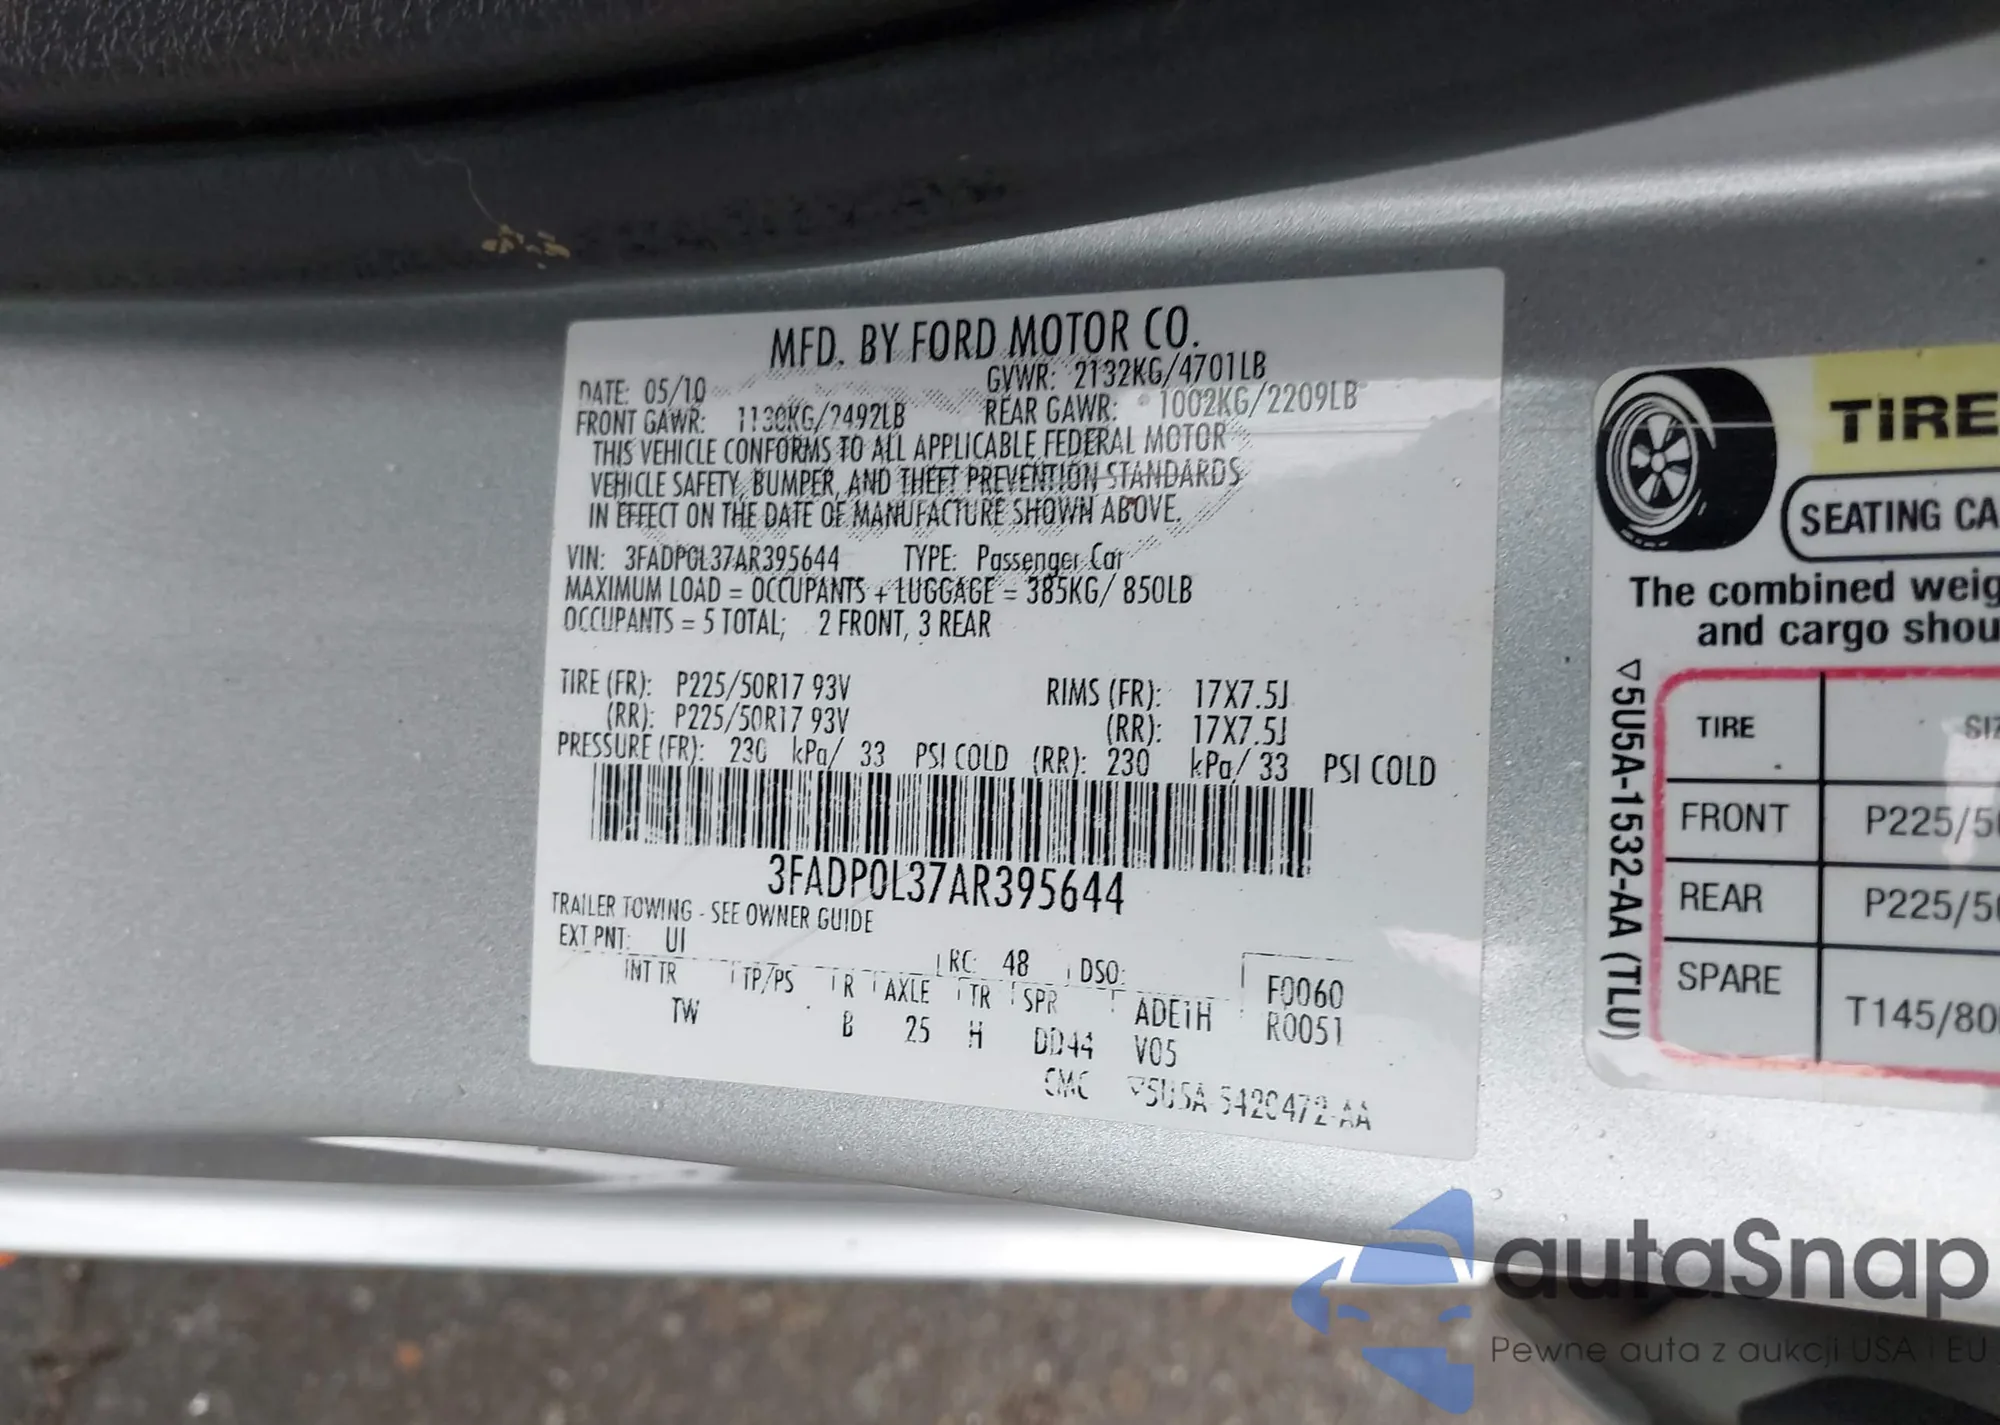 MFD. BY FORD MOTOR CO.
DATE: 05/10 GVWR: 2132KG/4701LB
FRONT GAWR: 1130KG/2492LB REAR GAWR: 1002KG/2209LB
THIS VEHICLE CONFORMS TO ALL APPLICABLE FEDERAL MOTOR
VEHICLE SAFETY, BUMPER, AND THEFT PREVENTION STANDARDS
IN EFFECT ON THE DATE OF MANUFACTURE SHOWN ABOVE.
VIN: 3FADP0L37AR395644 TYPE: Passenger Car
MAXIMUM LOAD = OCCUPANTS + LUGGAGE = 385KG/ 850LB
OCCUPANTS = 5 TOTAL; 2 FRONT, 3 REAR
TIRE (FR): P225/50R17 93V RIMS (FR): 17X7.5J
(RR): P225/50R17 93V (RR): 17X7.5J
PRESSURE (FR): 230 kPa/ 33 PSI COLD (RR): 230 kPa/ 33 PSI COLD
3FADP0L37AR395644
TRAILER TOWING - SEE OWNER GUIDE
EXT PNT: UI RC: 48 DSO:
INT TR TP/PS R AXLE TR SPR ADE1H F0060
TW B 25 H DD44 V05 R0051
CMC ▽5U5A-5420472-AA
TIRE
SEATING CA
The combined weig
and cargo shou
▽5U5A-1532-AA (TLU)
TIRE SIZ
FRONT P225/50
REAR P225/50
SPARE T145/80
autaSnap
Pewne auta z aukcji USA i EU